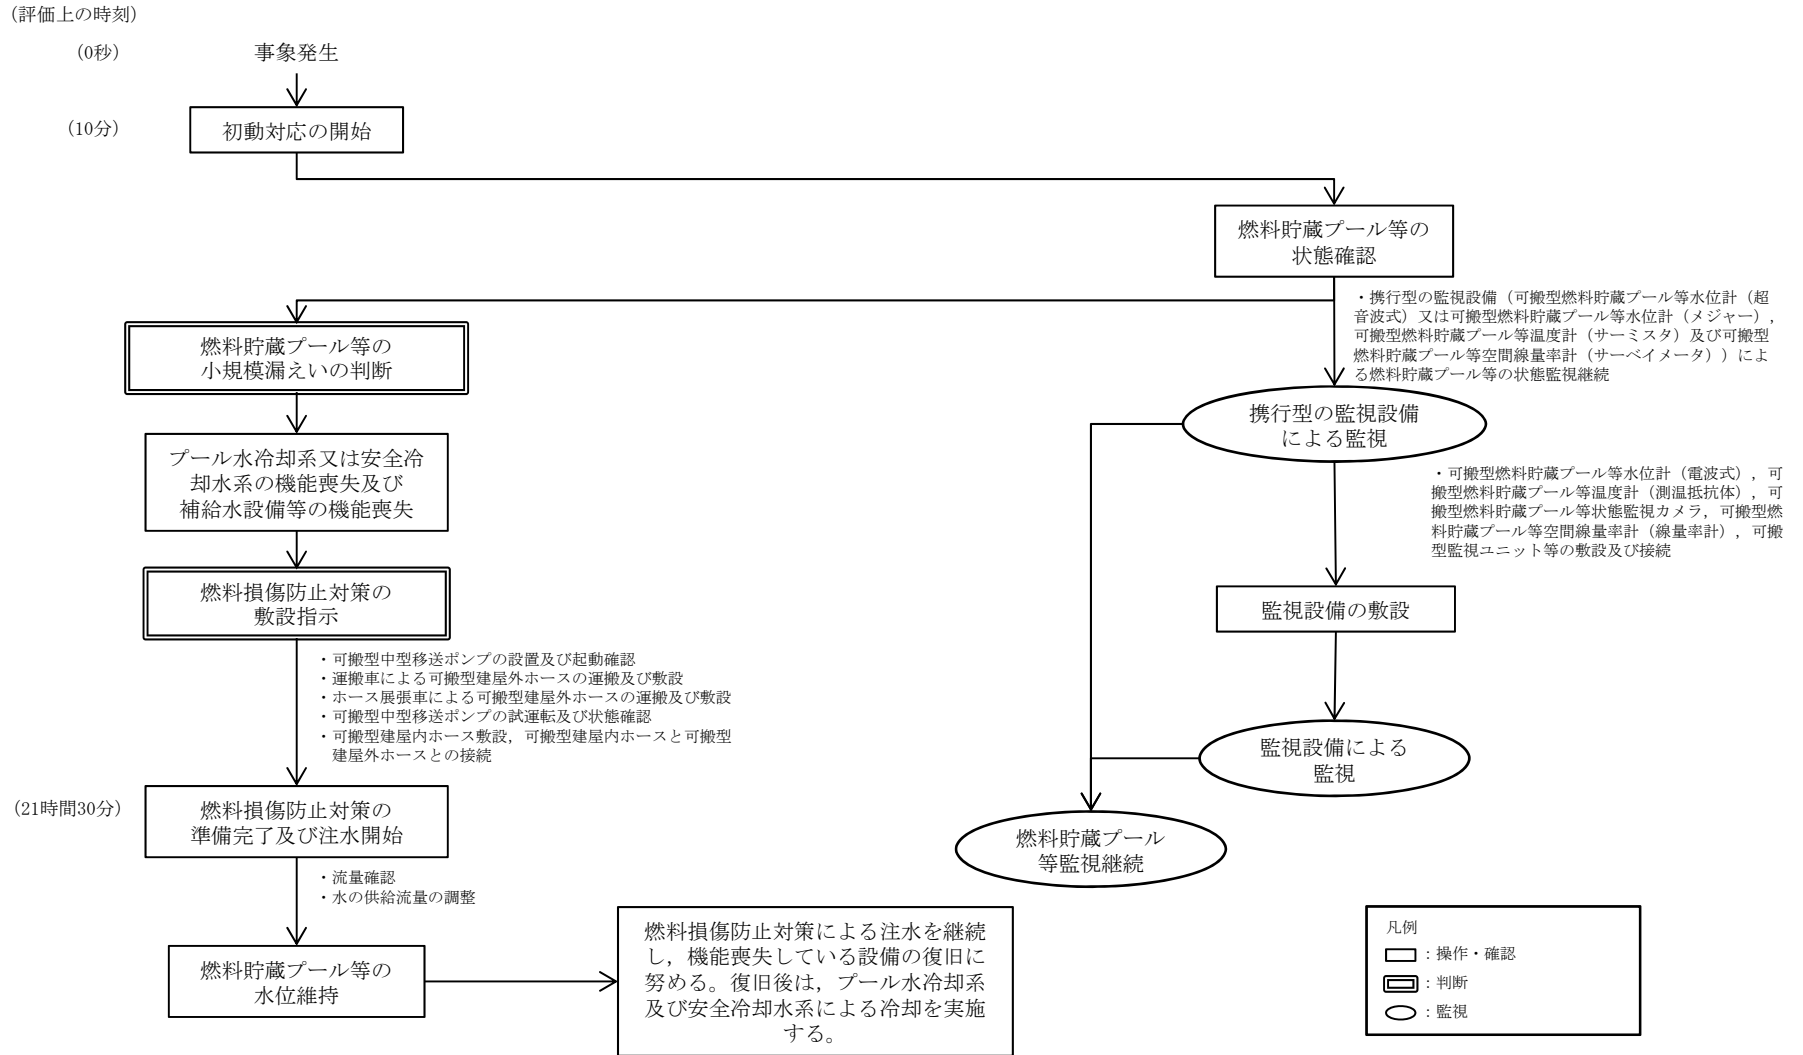 （評価上の時刻）
（0秒）
事象発生
（10分）
初動対応の開始
燃料貯蔵プール等の
状態確認
・携行型の監視設備（可搬型燃料貯蔵プール等水位計（超
音波式）又は可搬型燃料貯蔵プール等水位計（メジャー），
可搬型燃料貯蔵プール等温度計（サーミスタ）及び可搬型
燃料貯蔵プール等空間線量率計（サーベイメータ））によ
る燃料貯蔵プール等の状態監視継続
燃料貯蔵プール等の
小規模漏えいの判断
携行型の監視設備
による監視
プール水冷却系又は安全冷
却水系の機能喪失及び
補給水設備等の機能喪失
・可搬型燃料貯蔵プール等水位計（電波式），可
搬型燃料貯蔵プール等温度計（測温抵抗体），可
搬型燃料貯蔵プール等状態監視カメラ，可搬型燃
料貯蔵プール等空間線量率計（線量率計），可搬
型監視ユニット等の敷設及び接続
燃料損傷防止対策の
敷設指示
監視設備の敷設
・可搬型中型移送ポンプの設置及び起動確認
・運搬車による可搬型建屋外ホースの運搬及び敷設
・ホース展張車による可搬型建屋外ホースの運搬及び敷設
・可搬型中型移送ポンプの試運転及び状態確認
・可搬型建屋内ホース敷設，可搬型建屋内ホースと可搬型
建屋外ホースとの接続
監視設備による
監視
（21時間30分）
燃料損傷防止対策の
準備完了及び注水開始
燃料貯蔵プール
等監視継続
・流量確認
・水の供給流量の調整
燃料貯蔵プール等の
水位維持
燃料損傷防止対策による注水を継続
し，機能喪失している設備の復旧に
努める。復旧後は，プール水冷却系
及び安全冷却水系による冷却を実施
する。
凡例
：操作・確認
：判断
：監視